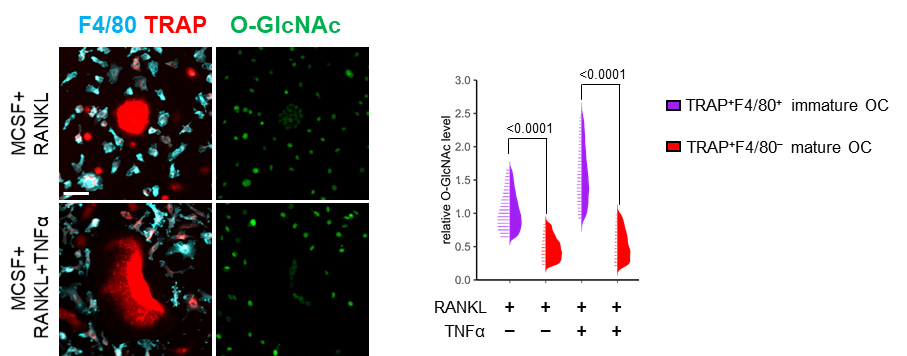 F4/80 TRAP O-GlcNAc
MCSF+
RANKL
MCSF+
RANKL+TNFα
relative O-GlcNAc level
3.0
2.5
2.0
1.5
1.0
0.5
0.0
<0.0001
<0.0001
RANKL + + + +
TNFα – – + +
TRAP⁺F4/80⁺ immature OC
TRAP⁺F4/80⁻ mature OC